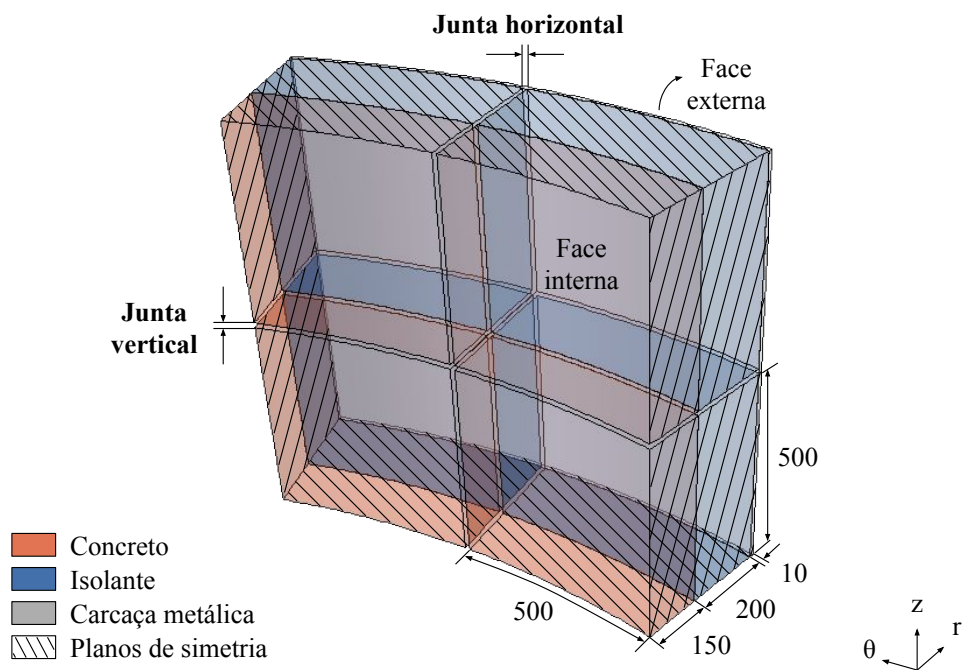 Junta horizontal
Face
externa
Face
interna
Junta
vertical
500
10
200
150
500
Concreto
Isolante
Carcaça metálica
Planos de simetria
z
r
θ